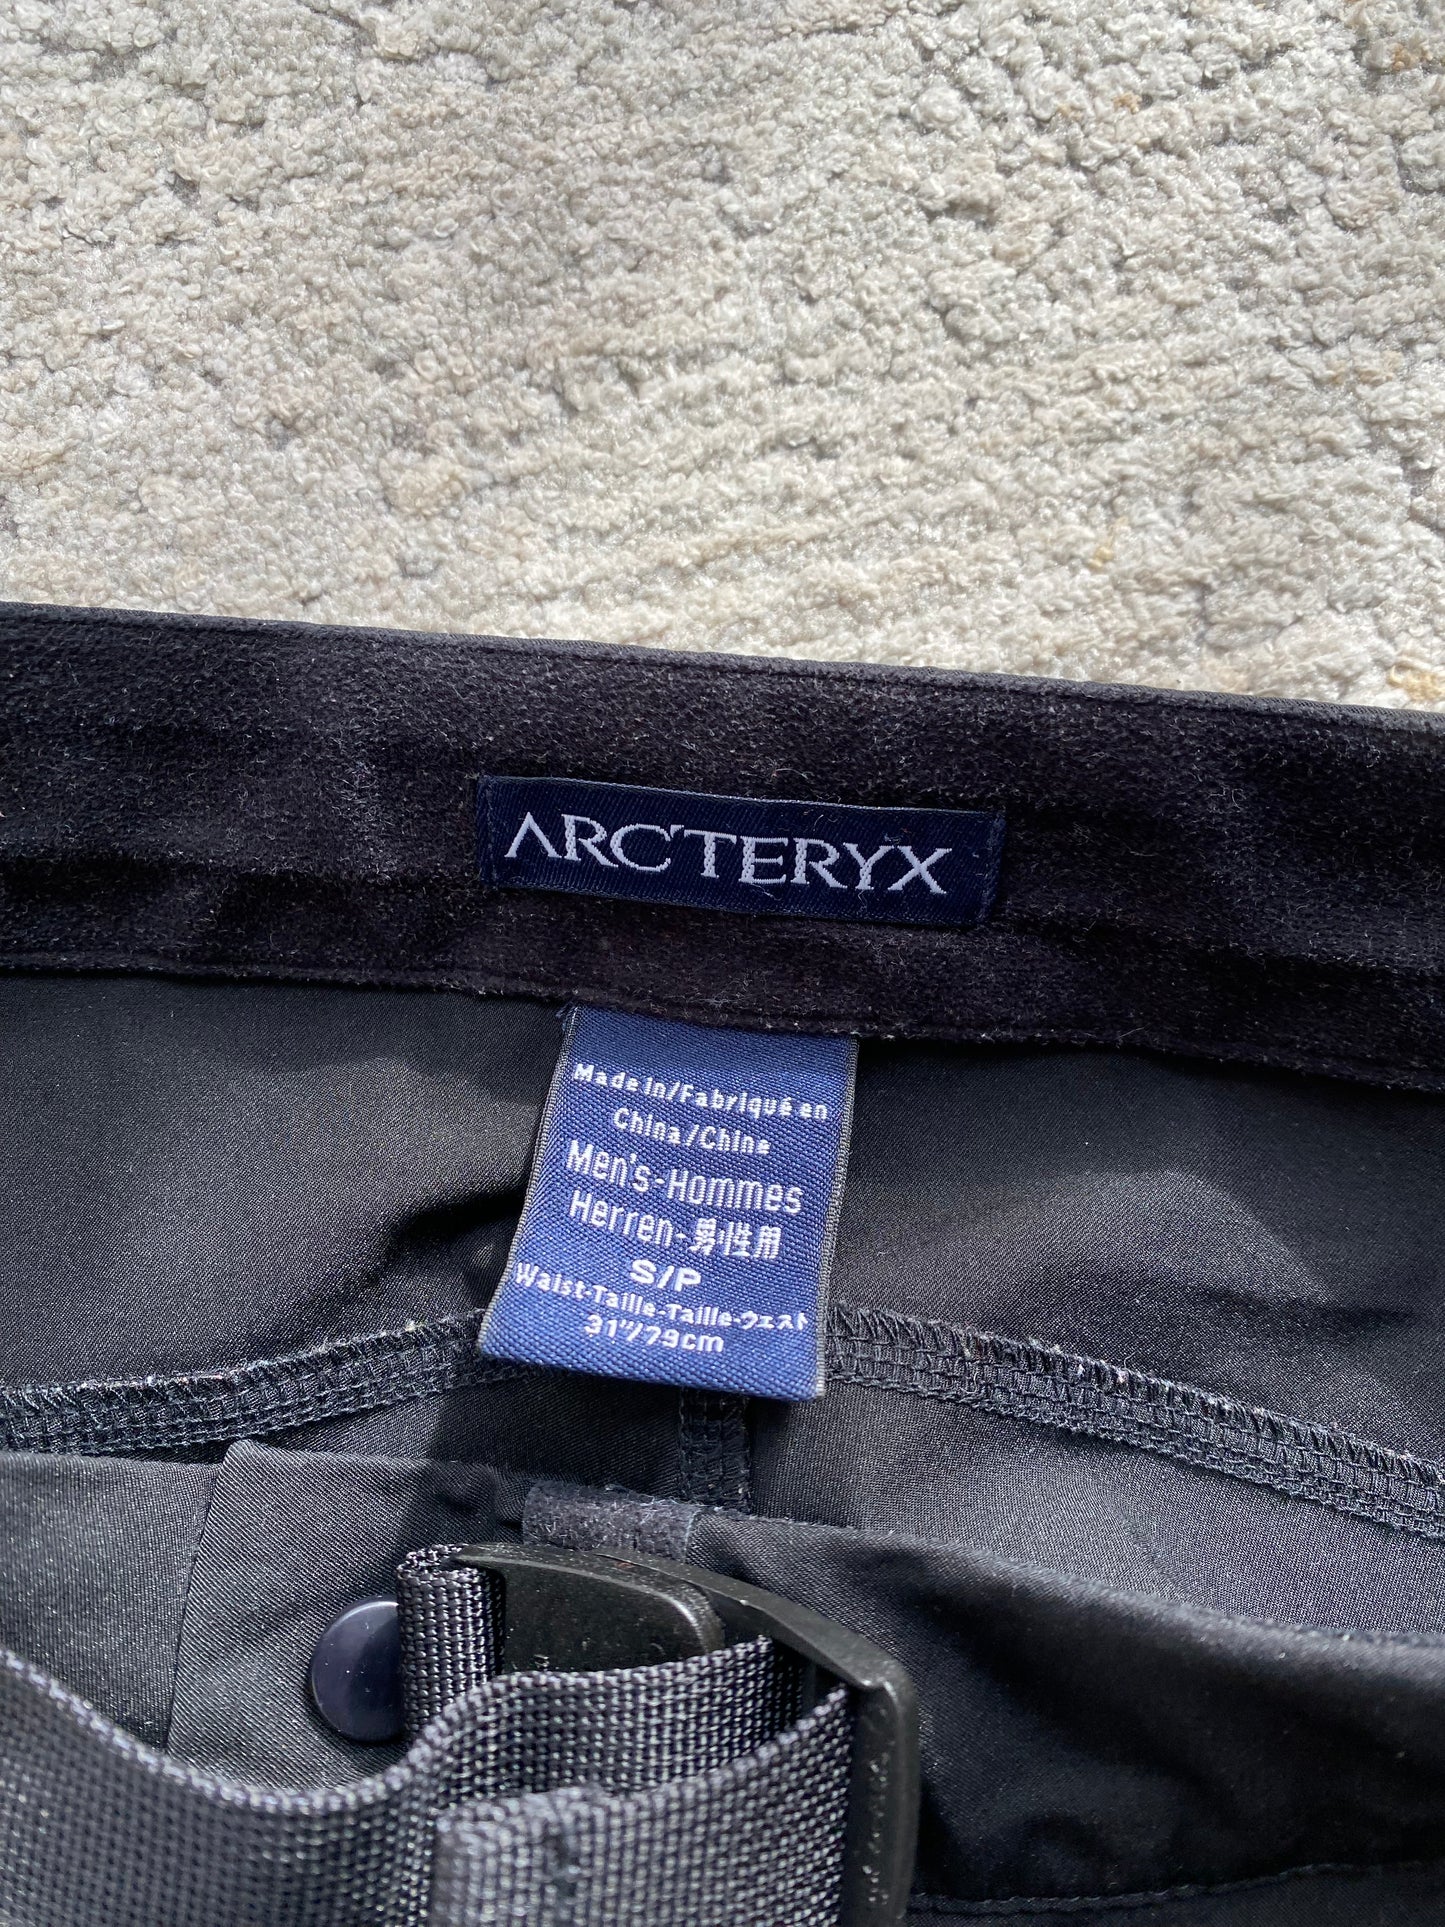 ARC'TERYX
Made in/Fabriqué en
China/Chine
Men's-Hommes
Herren-男性用
S/P
Waist-Taille-Taille-ウェスト
31"/79cm